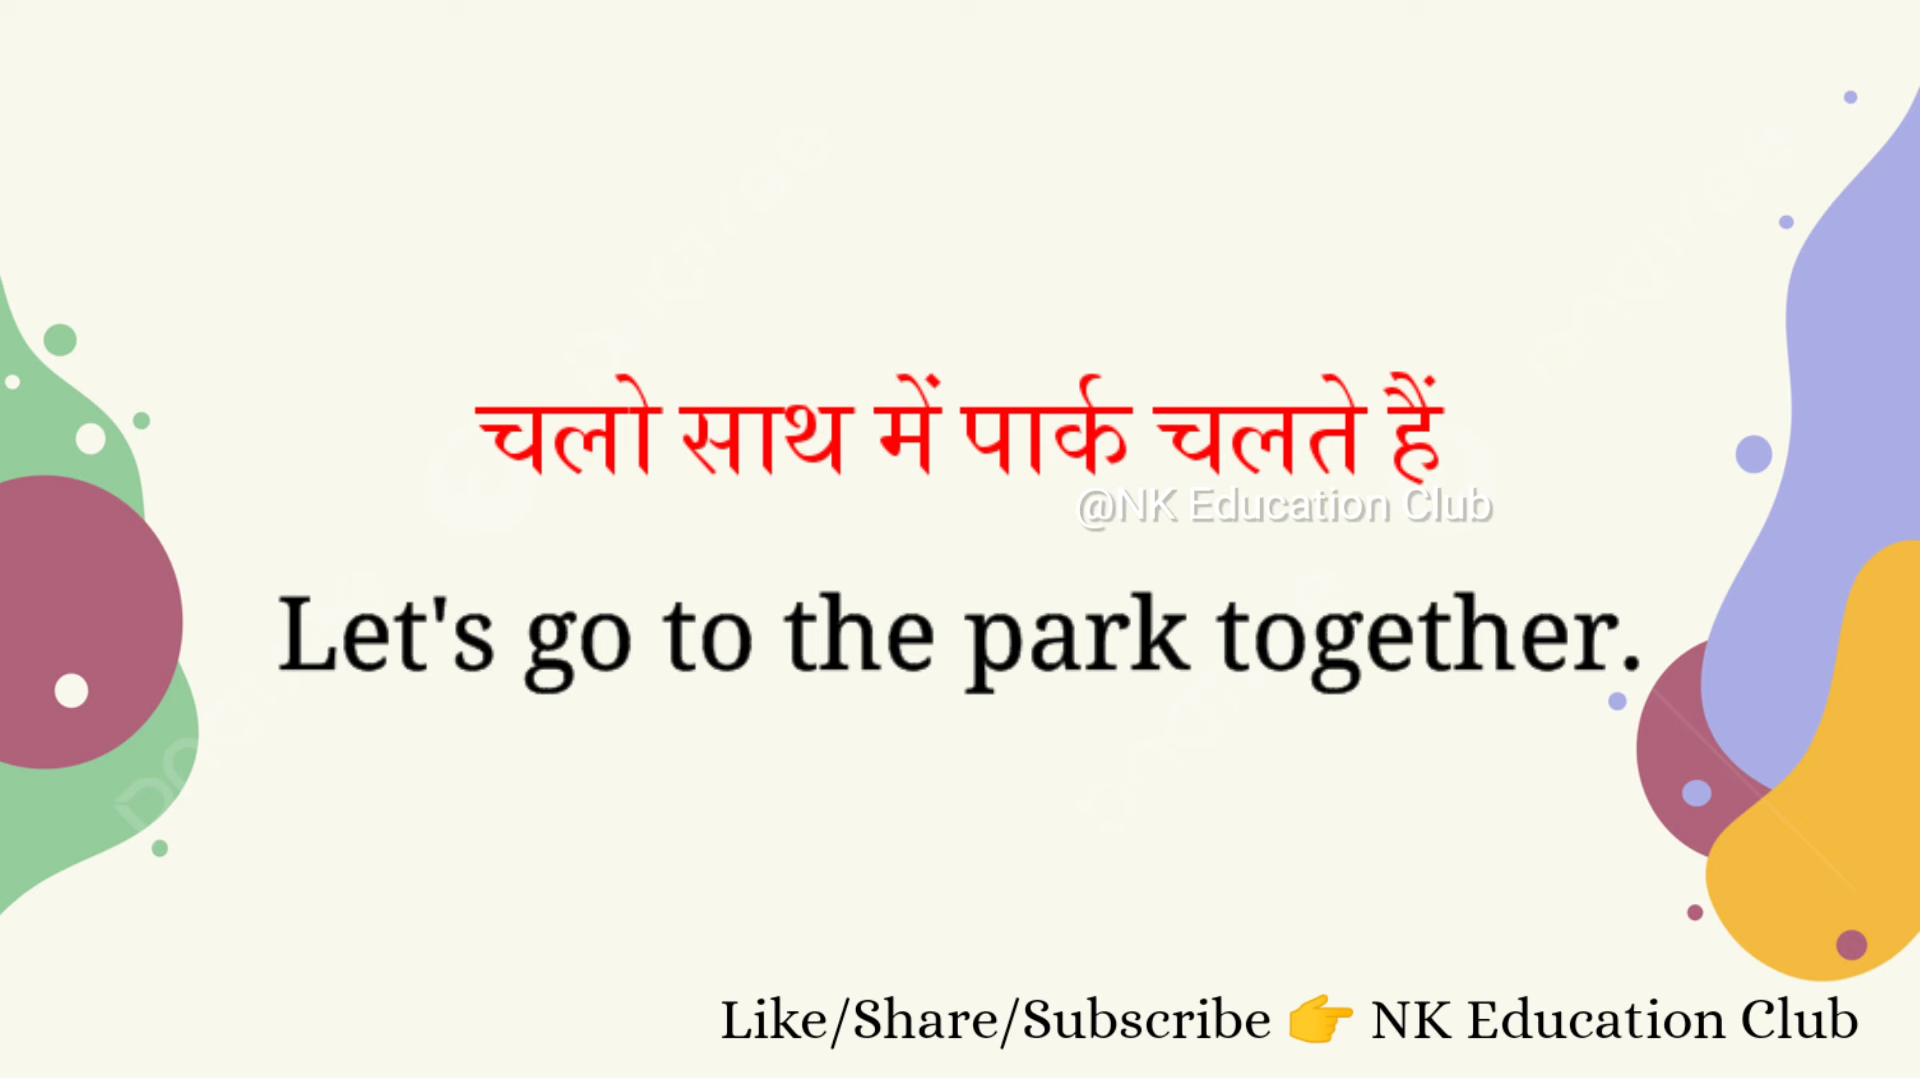 चलो साथ में पार्क चलते हैं
@NK Education Club
Let's go to the park together.
Like/Share/Subscribe 👉 NK Education Club